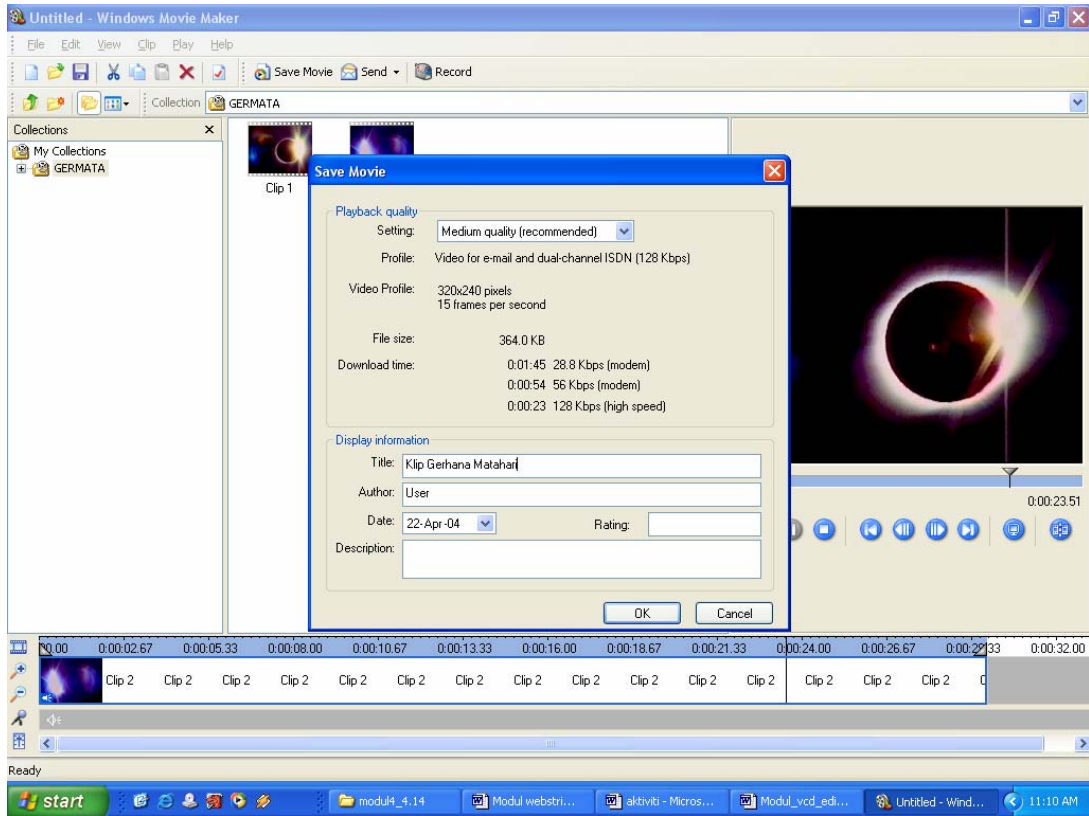 Untitled - Windows Movie Maker
File Edit View Clip Play Help
Save Movie Send Record
Collection GERMATA
Collections
My Collections
GERMATA
Clip 1
Save Movie
Playback quality
Setting: Medium quality (recommended)
Profile: Video for e-mail and dual-channel ISDN (128 Kbps)
Video Profile: 320x240 pixels
15 frames per second
File size: 364.0 KB
Download time: 0:01:45 28.8 Kbps (modem)
0:00:54 56 Kbps (modem)
0:00:23 128 Kbps (high speed)
Display information
Title: Klip Gerhana Matahari
Author: User
Date: 22-Apr-04 Rating:
Description:
OK Cancel
0:00:23.51
0:00:02.67 0:00:05.33 0:00:08.00 0:00:10.67 0:00:13.33 0:00:16.00 0:00:18.67 0:00:21.33 0:00:24.00 0:00:26.67 0:00:29.33 0:00:32.00
Clip 2 Clip 2 Clip 2 Clip 2 Clip 2 Clip 2 Clip 2 Clip 2 Clip 2 Clip 2 Clip 2 Clip 2 Clip 2 Clip 2 Clip 2
Ready
start modul4_4.14 Modul webstri... aktiviti - Micros... Modul_vcd_edi... Untitled - Wind... 11:10 AM